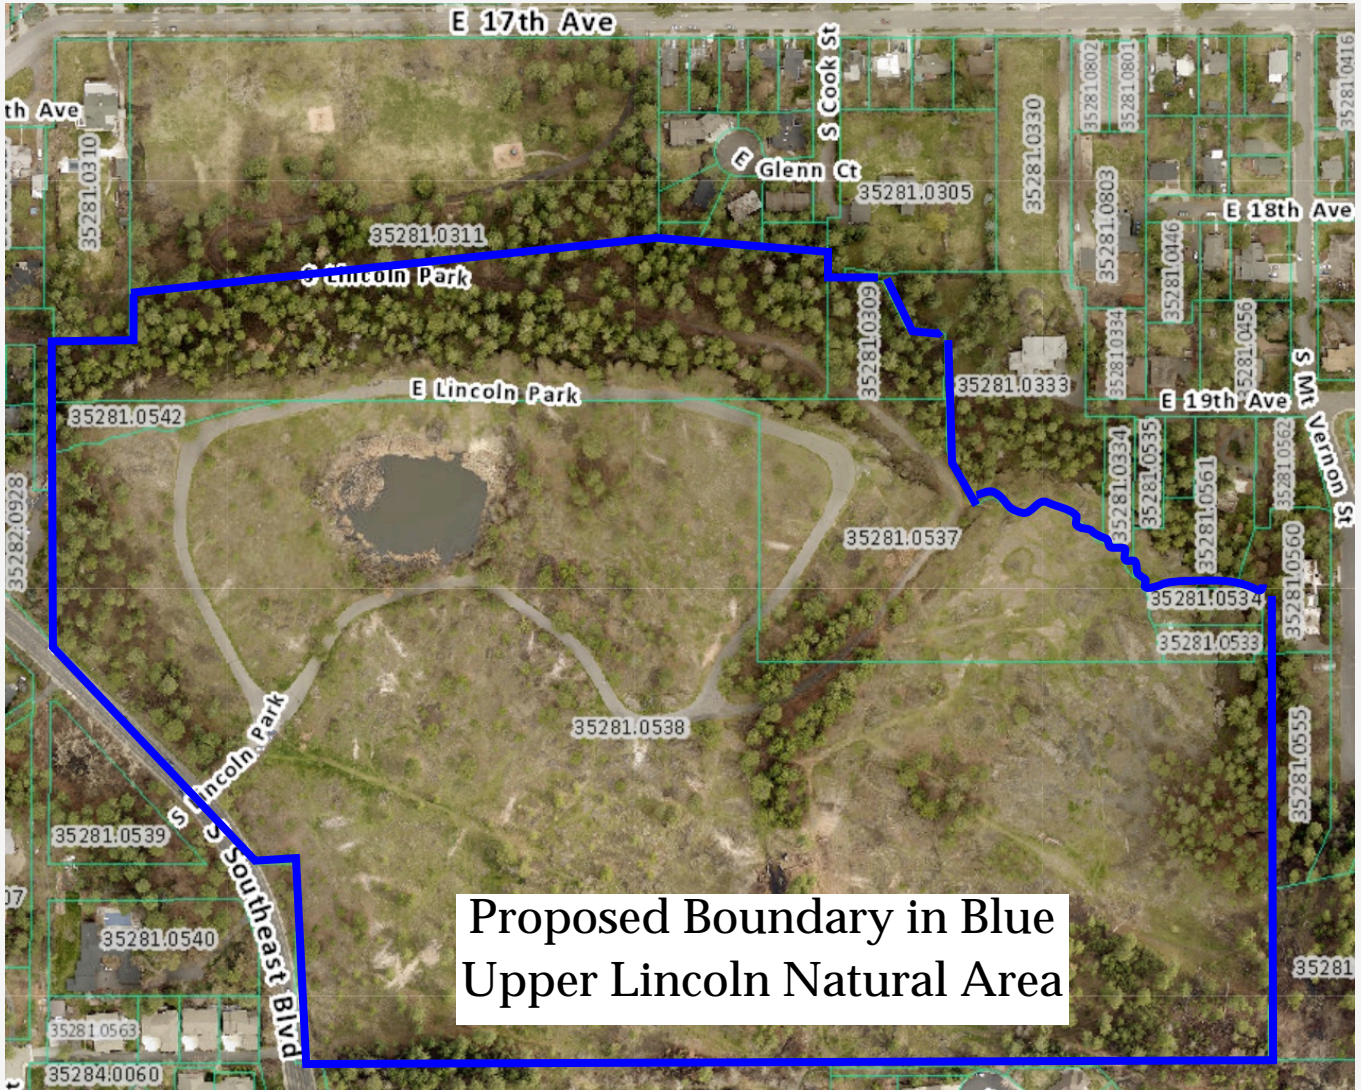 E 17th Ave
S Cook St
35281.0802
35281.0801
35281.0416
th Ave
35281.0310
E Glenn Ct
35281.0305
35281.0330
35281.0803
E 18th Ave
35281.0311
S Lincoln Park
35281.0446
35281.0309
35281.0334
35281.0456
S Mt Vernon St
35281.0333
E Lincoln Park
E 19th Ave
35281.0542
35281.0334
35281.0535
35281.0561
35281.0562
35282.0928
35281.0537
35281.0560
35281.0534
35281.0533
35281.0538
S Lincoln Park
35281.0555
35281.0539
S Southeast Blvd
07
35281.0540
Proposed Boundary in Blue
Upper Lincoln Natural Area
35281
35281.0563
35284.0060
t